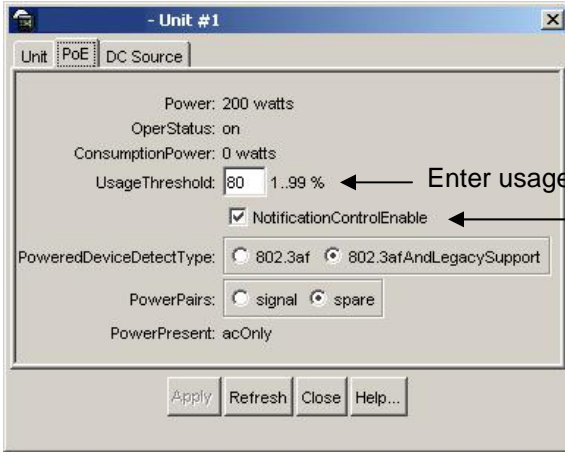 - Unit #1
Unit PoE DC Source
Power: 200 watts
OperStatus: on
ConsumptionPower: 0 watts
UsageThreshold: 80 1..99 % Enter usage
NotificationControlEnable
PoweredDeviceDetectType: 802.3af 802.3afAndLegacySupport
PowerPairs: signal spare
PowerPresent: acOnly
Apply Refresh Close Help...